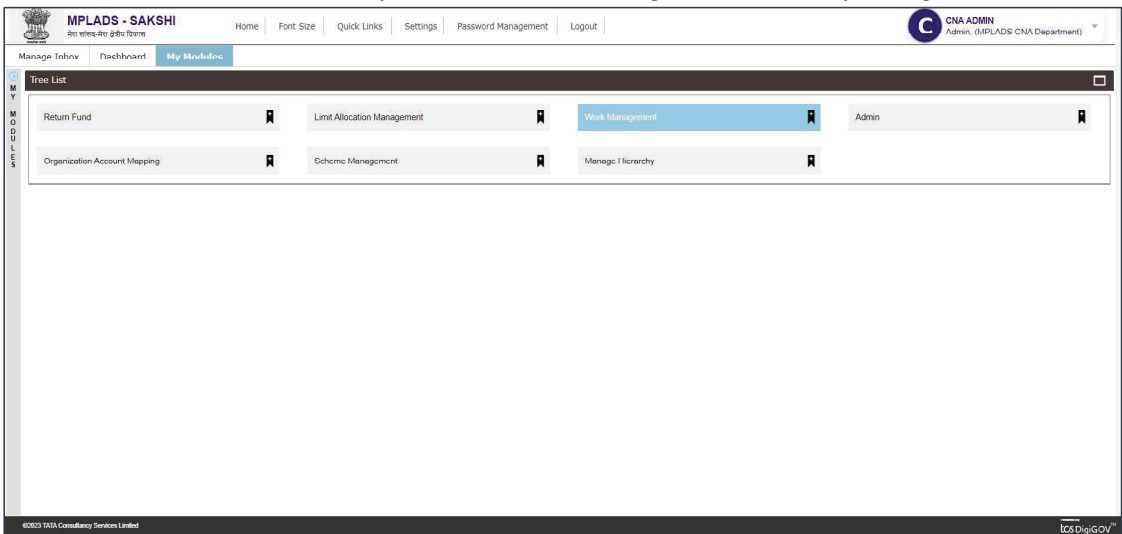 MPLADS - SAKSHI
मेरा सांसद-मेरा क्षेत्रीय विकास
Home Font Size Quick Links Settings Password Management Logout
C
CNA ADMIN
Admin, (MPLADS CNA Department)
Manage Inbox Dashboard My Modules
MY MODULES
Tree List
Return Fund Limit Allocation Management Work Management Admin
Organization Account Mapping Scheme Management Manage Hierarchy
©2023 TATA Consultancy Services Limited
tcs DigiGOV™